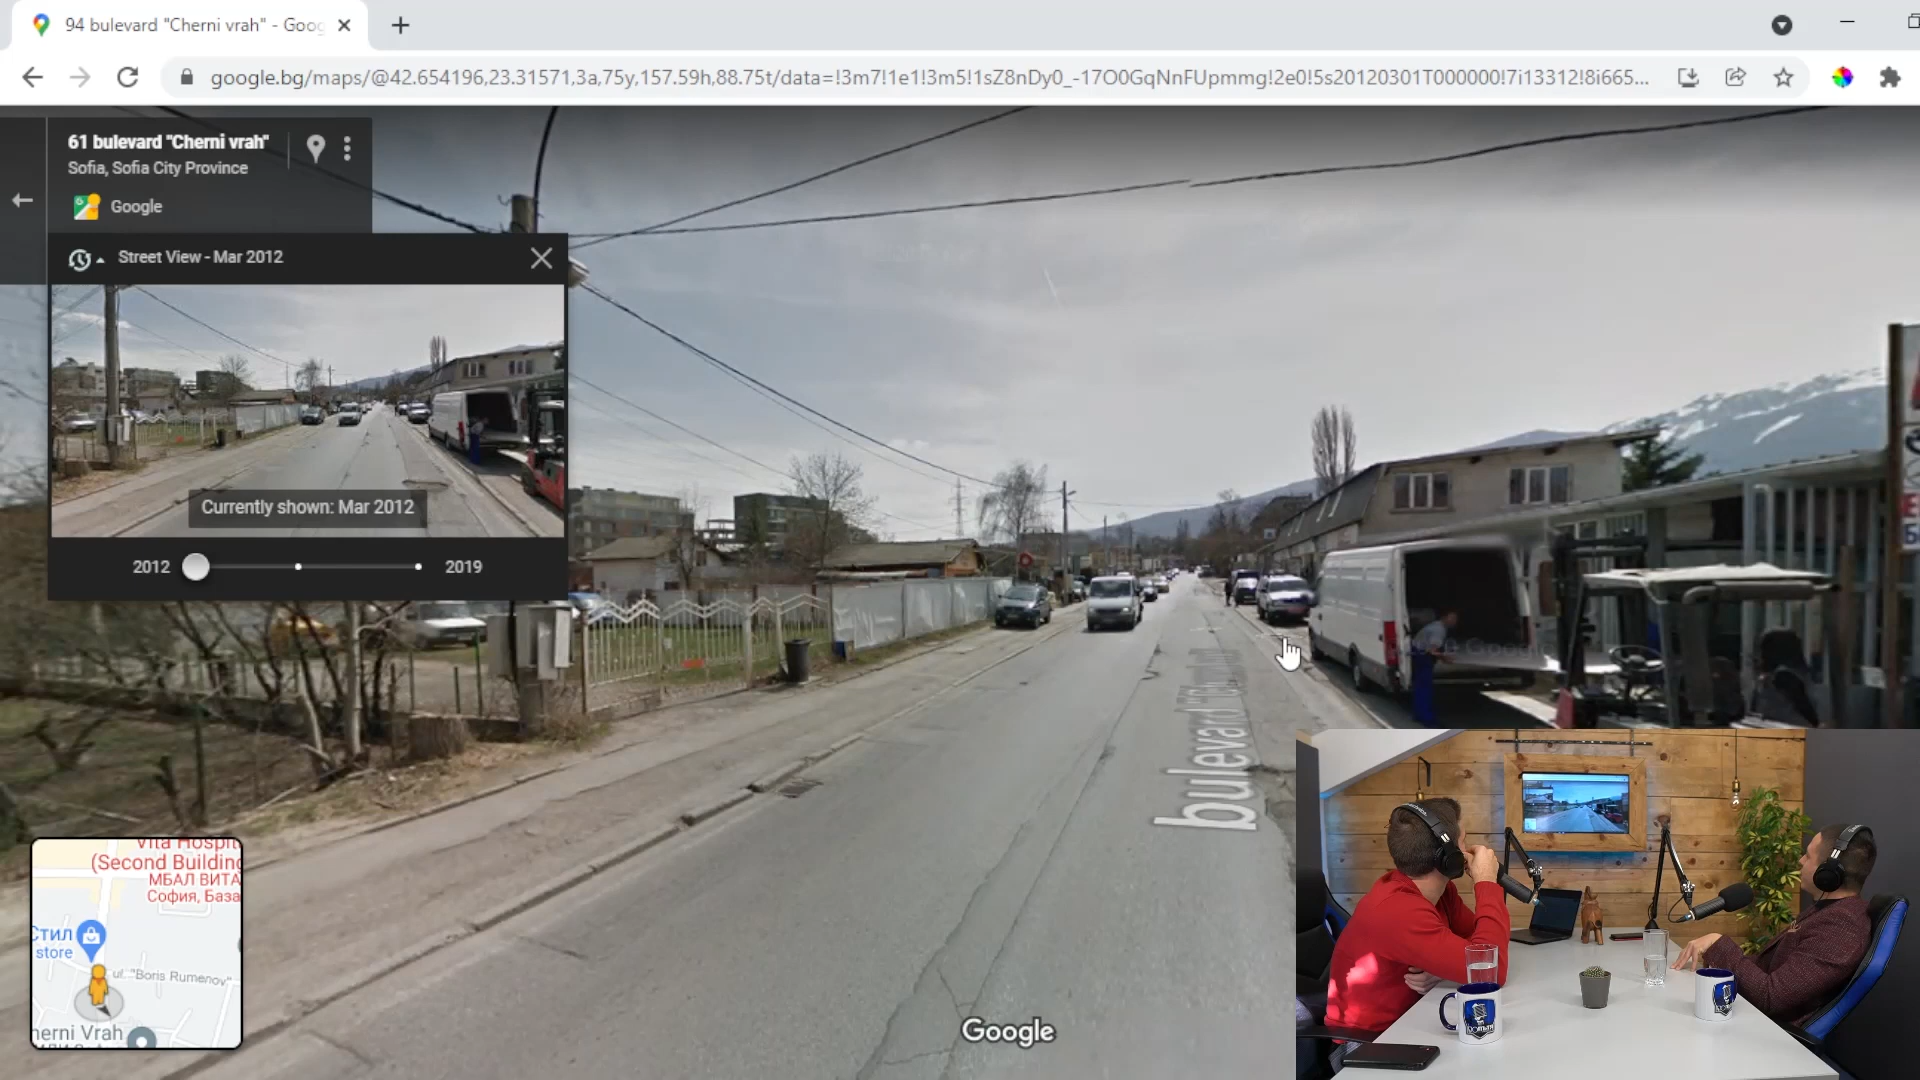 94 bulevard "Cherni vrah" - Goog
google.bg/maps/@42.654196,23.31571,3a,75y,157.59h,88.75t/data=!3m7!1e1!3m5!1sZ8nDy0_-17O0GqNnFUpmmg!2e0!5s20120301T000000!7i13312!8i665...
61 bulevard "Cherni vrah"
Sofia, Sofia City Province
Google
Street View - Mar 2012
Currently shown: Mar 2012
2012
2019
Google
bulevard
Vita Hospit
(Second Building
МБАЛ ВИТА
София, База
Стил
store
ul. "Boris Rumenov"
herni Vrah
Google